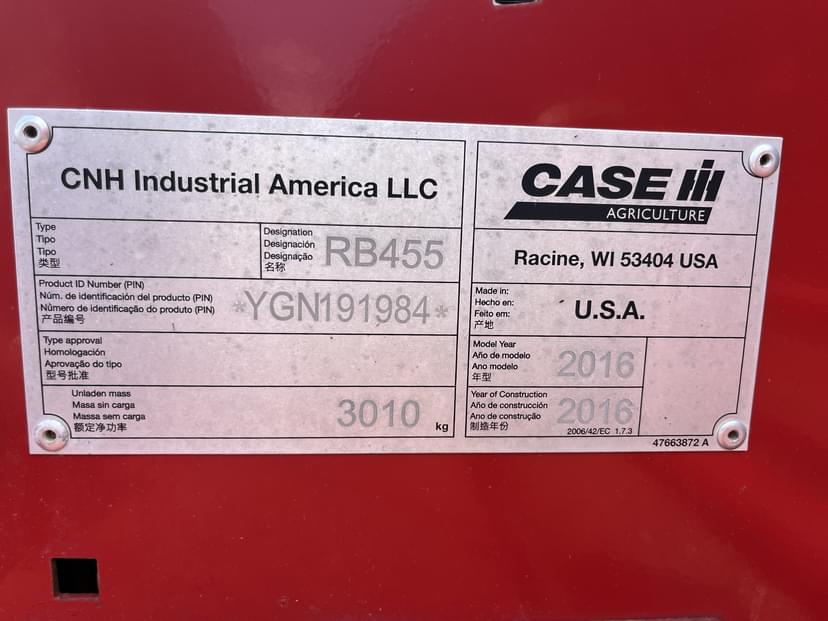 CNH Industrial America LLC
Type
Tipo
Tipo
类型
Designation
Designación
Designação
名称
RB455
Product ID Number (PIN)
Núm. de identificación del producto (PIN)
Número de identificação do produto (PIN)
产品编号
*YGN191984*
Type approval
Homologación
Aprovação do tipo
型号批准
Unladen mass
Masa sin carga
Massa sem carga
额定净功率
3010 kg
CASE IH
AGRICULTURE
Racine, WI 53404 USA
Made in:
Hecho en:
Feito em:
产地
U.S.A.
Model Year
Año de modelo
Ano modelo
年型
2016
Year of Construction
Año de construcción
Ano de construção
制造年份
2016
2006/42/EC 1.7.3
47663872 A